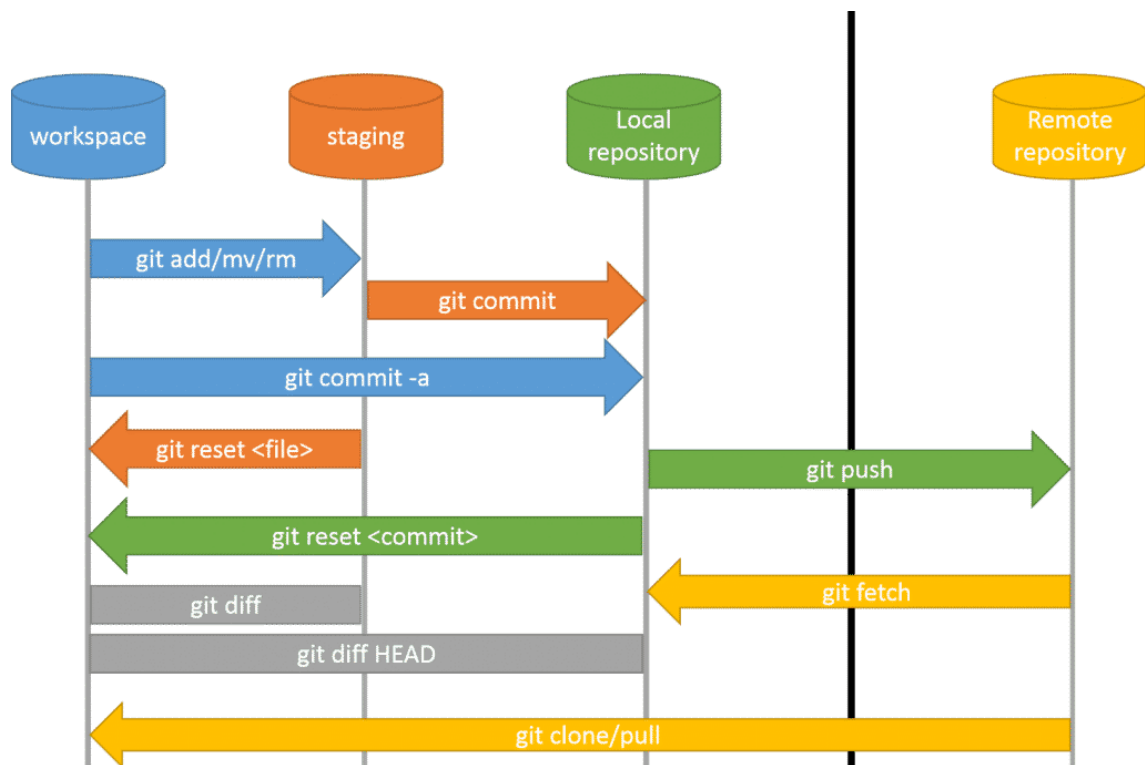 workspace
staging
Local
repository
Remote
repository
git add/mv/rm
git commit
git commit -a
git reset <file>
git push
git reset <commit>
git fetch
git diff
git diff HEAD
git clone/pull